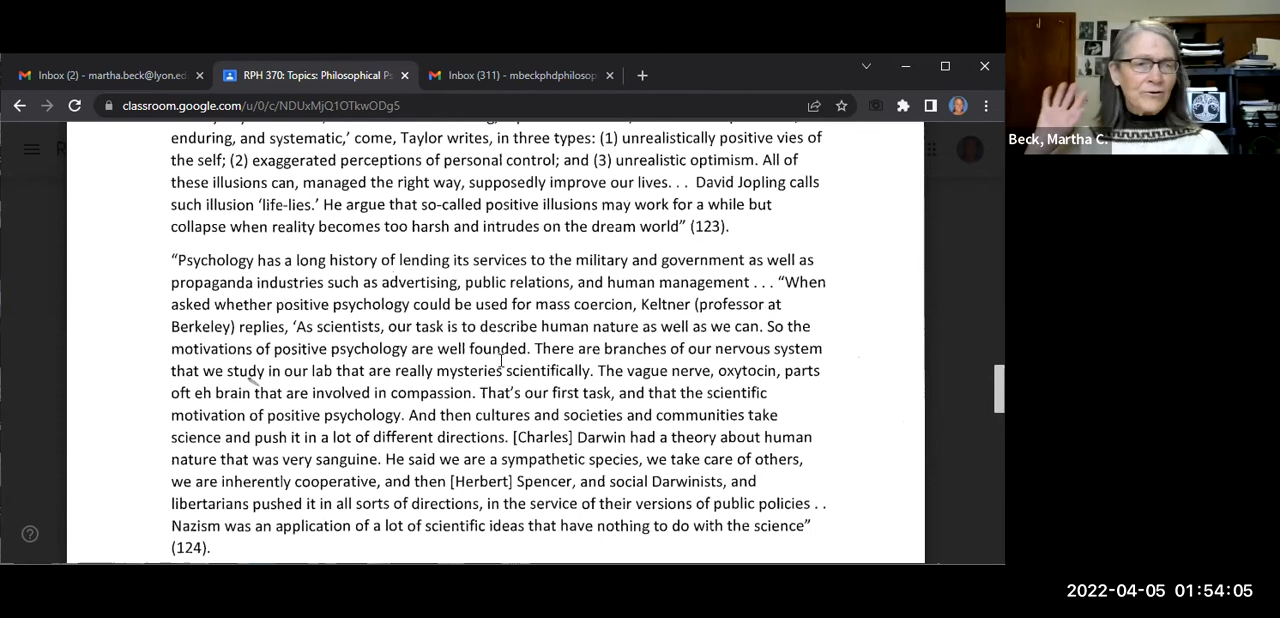 Inbox (2) - martha.beck@lyon.ed
RPH 370: Topics: Philosophical P
Inbox (311) - mbeckphdphilosop
classroom.google.com/u/0/c/NDUxMjQ1OTkwODg5
enduring, and systematic,' come, Taylor writes, in three types: (1) unrealistically positive vies of
the self; (2) exaggerated perceptions of personal control; and (3) unrealistic optimism. All of
these illusions can, managed the right way, supposedly improve our lives. . . David Jopling calls
such illusion 'life-lies.' He argue that so-called positive illusions may work for a while but
collapse when reality becomes too harsh and intrudes on the dream world” (123).
“Psychology has a long history of lending its services to the military and government as well as
propaganda industries such as advertising, public relations, and human management . . . “When
asked whether positive psychology could be used for mass coercion, Keltner (professor at
Berkeley) replies, 'As scientists, our task is to describe human nature as well as we can. So the
motivations of positive psychology are well founded. There are branches of our nervous system
that we study in our lab that are really mysteries scientifically. The vague nerve, oxytocin, parts
oft eh brain that are involved in compassion. That's our first task, and that the scientific
motivation of positive psychology. And then cultures and societies and communities take
science and push it in a lot of different directions. [Charles] Darwin had a theory about human
nature that was very sanguine. He said we are a sympathetic species, we take care of others,
we are inherently cooperative, and then [Herbert] Spencer, and social Darwinists, and
libertarians pushed it in all sorts of directions, in the service of their versions of public policies . .
Nazism was an application of a lot of scientific ideas that have nothing to do with the science”
(124).
Beck, Martha C.
2022-04-05 01:54:05